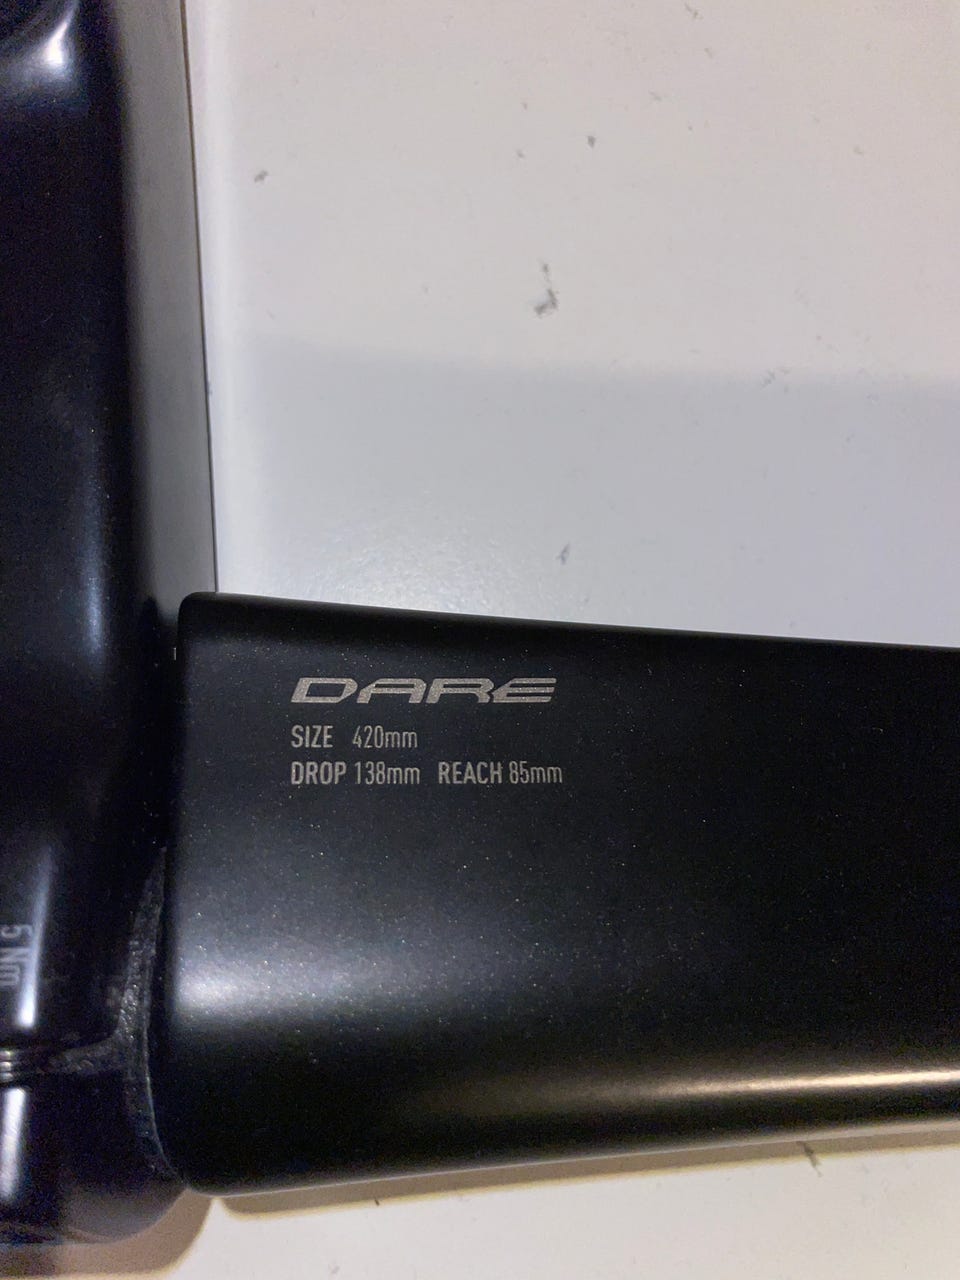 DARE
SIZE 420mm
DROP 138mm REACH 85mm
5 Nm